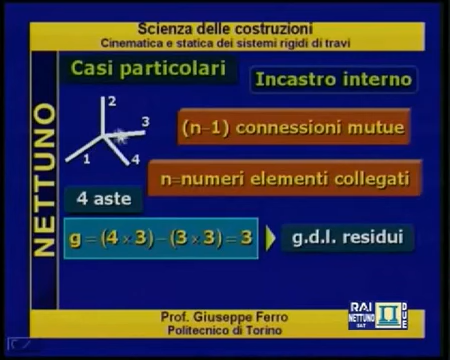 Scienza delle costruzioni
Cinematica e statica dei sistemi rigidi di travi
Casi particolari
Incastro interno
NETTUNO
2
3
1
4
(n-1) connessioni mutue
n=numeri elementi collegati
4 aste
g = (4 × 3) – (3 × 3) = 3
g.d.l. residui
Prof. Giuseppe Ferro
Politecnico di Torino
RAI
NETTUNO
SAT
DUE